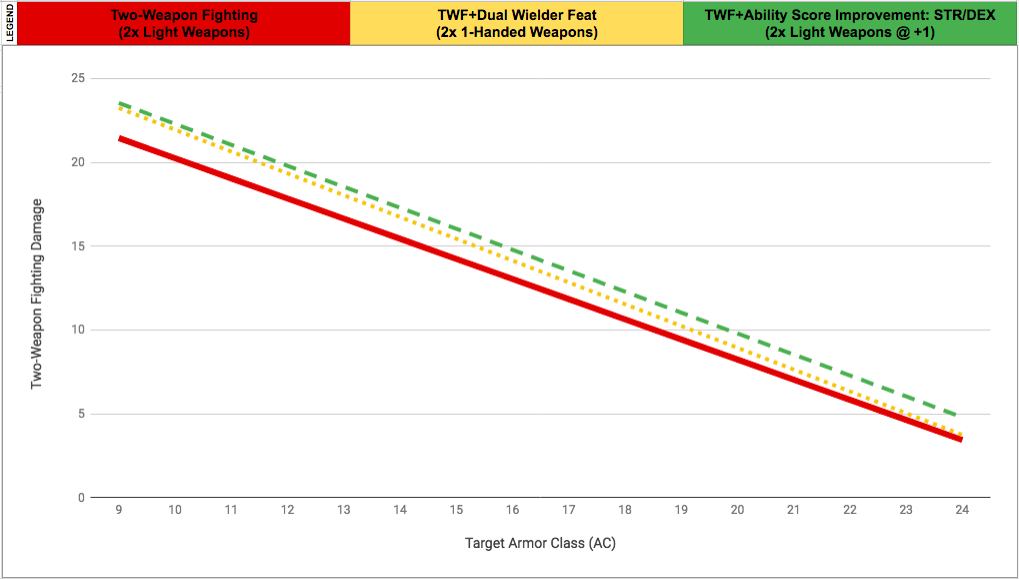 LEGEND
Two-Weapon Fighting
(2x Light Weapons)
TWF+Dual Wielder Feat
(2x 1-Handed Weapons)
TWF+Ability Score Improvement: STR/DEX
(2x Light Weapons @ +1)
Two-Weapon Fighting Damage
25
20
15
10
5
0
9 10 11 12 13 14 15 16 17 18 19 20 21 22 23 24
Target Armor Class (AC)